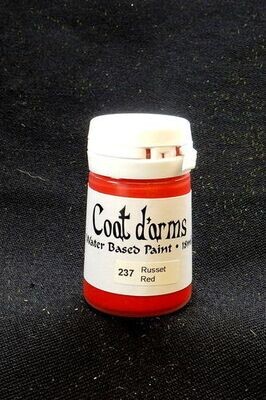 Coat d'arms
Water Based Paint • 18ml
237 Russet
Red